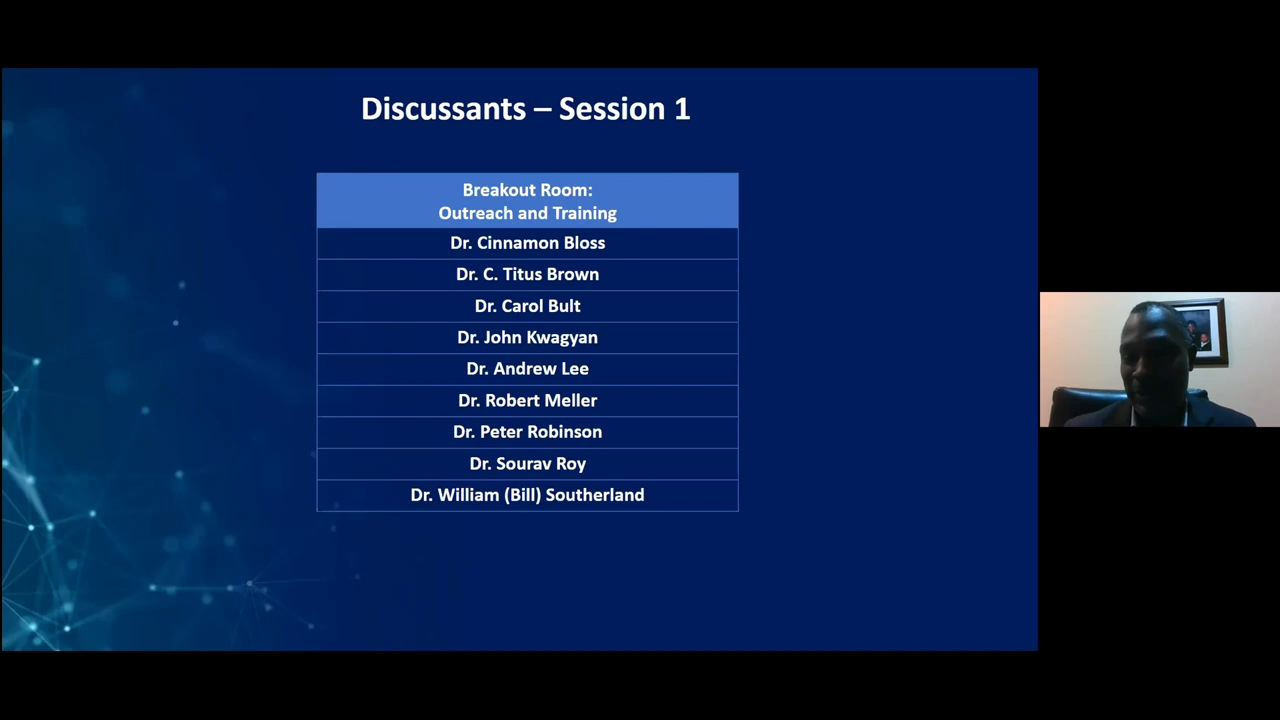 Discussants – Session 1
Breakout Room:
Outreach and Training
Dr. Cinnamon Bloss
Dr. C. Titus Brown
Dr. Carol Bult
Dr. John Kwagyan
Dr. Andrew Lee
Dr. Robert Meller
Dr. Peter Robinson
Dr. Sourav Roy
Dr. William (Bill) Southerland